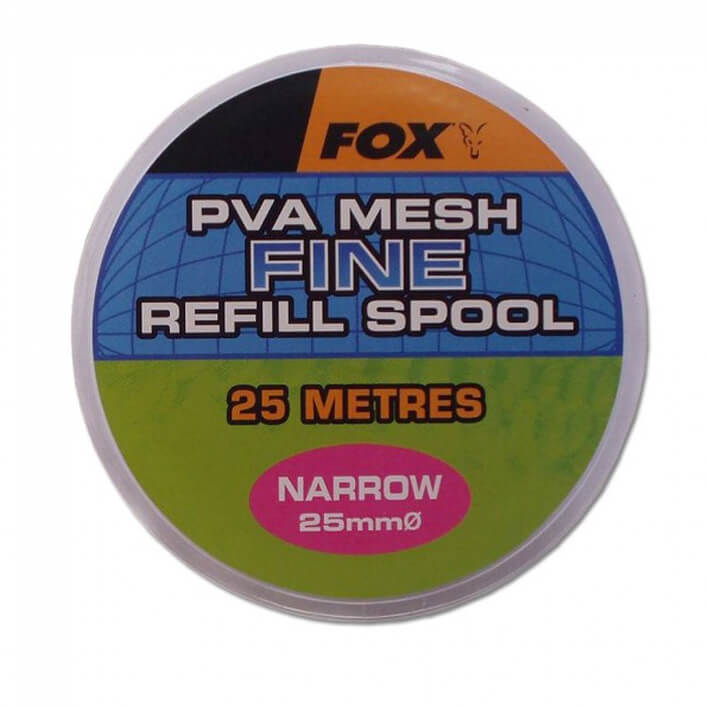 FOX
PVA MESH
FINE
REFILL SPOOL
25 METRES
NARROW
25mmØ